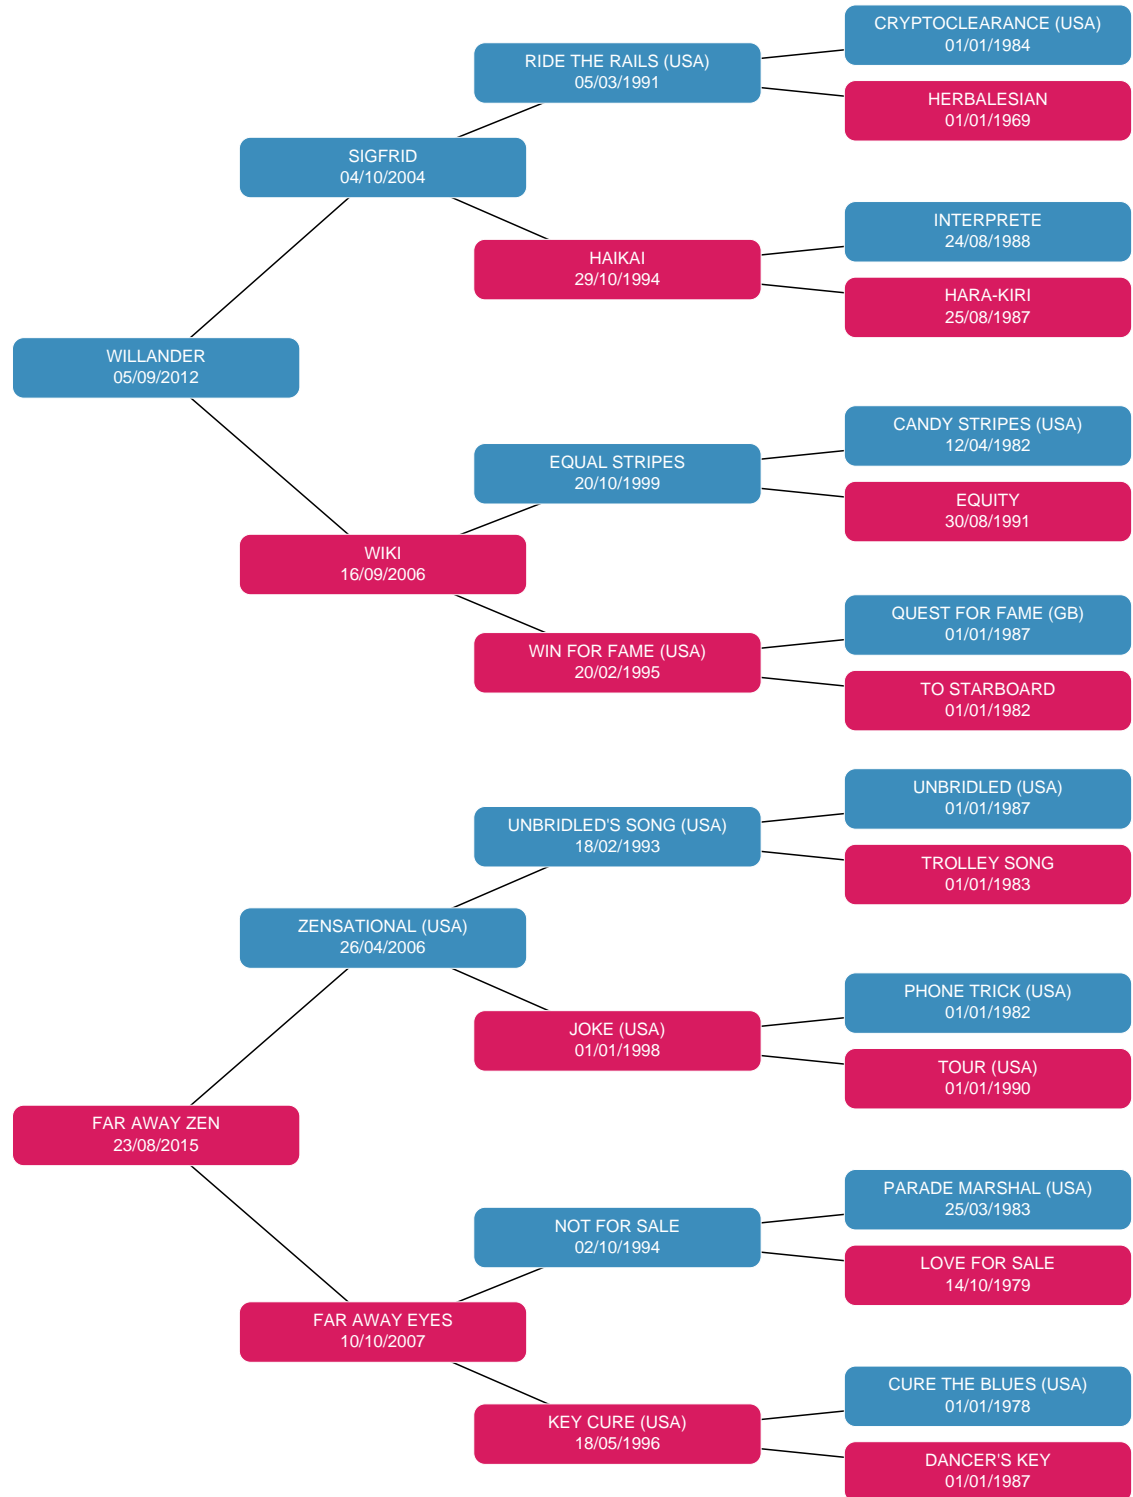 CRYPTOCLEARANCE (USA)
01/01/1984
RIDE THE RAILS (USA)
05/03/1991
HERBALESIAN
01/01/1969
SIGFRID
04/10/2004
INTERPRETE
24/08/1988
HAIKAI
29/10/1994
HARA-KIRI
25/08/1987
WILLANDER
05/09/2012
CANDY STRIPES (USA)
12/04/1982
EQUAL STRIPES
20/10/1999
EQUITY
30/08/1991
WIKI
16/09/2006
QUEST FOR FAME (GB)
01/01/1987
WIN FOR FAME (USA)
20/02/1995
TO STARBOARD
01/01/1982
UNBRIDLED (USA)
01/01/1987
UNBRIDLED'S SONG (USA)
18/02/1993
TROLLEY SONG
01/01/1983
ZENSATIONAL (USA)
26/04/2006
PHONE TRICK (USA)
01/01/1982
JOKE (USA)
01/01/1998
TOUR (USA)
01/01/1990
FAR AWAY ZEN
23/08/2015
PARADE MARSHAL (USA)
25/03/1983
NOT FOR SALE
02/10/1994
LOVE FOR SALE
14/10/1979
FAR AWAY EYES
10/10/2007
CURE THE BLUES (USA)
01/01/1978
KEY CURE (USA)
18/05/1996
DANCER'S KEY
01/01/1987